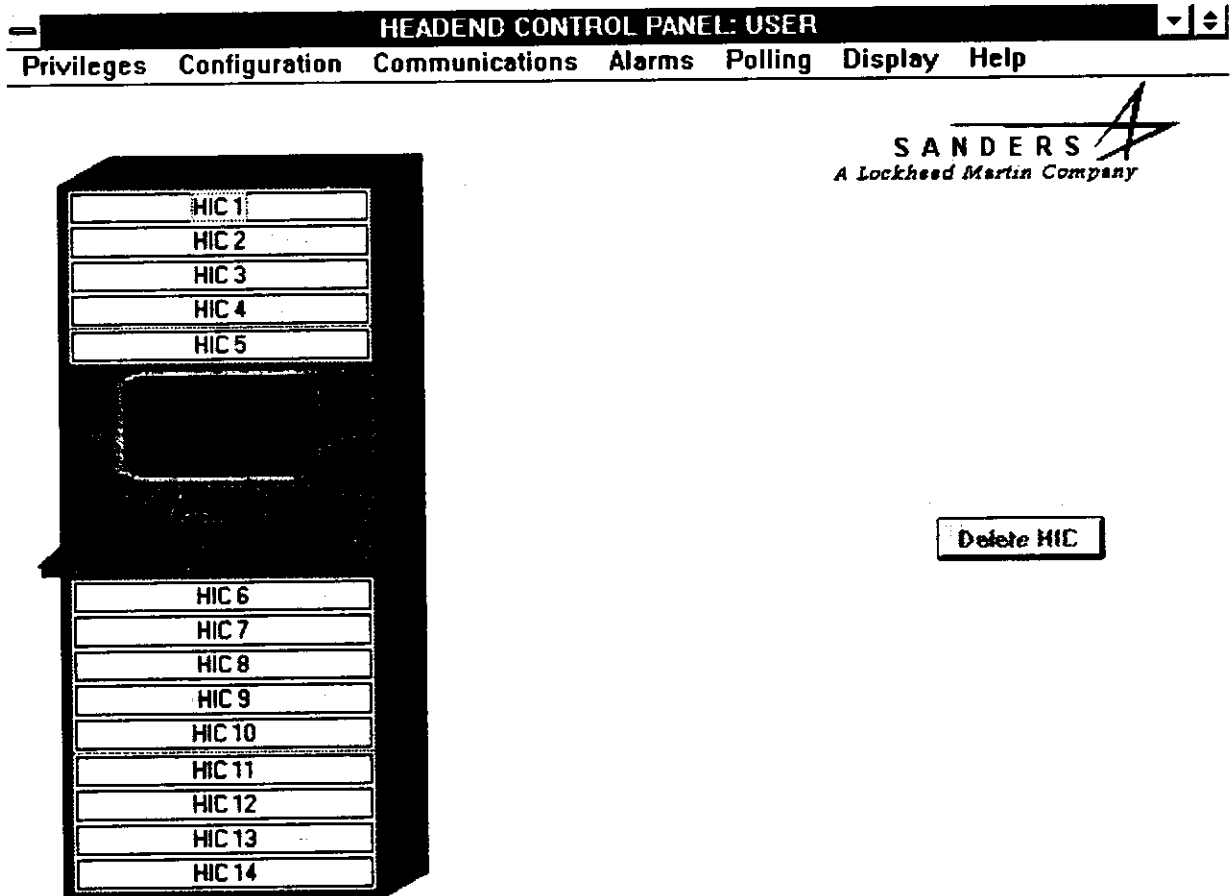 HEADEND CONTROL PANEL: USER
Privileges Configuration Communications Alarms Polling Display Help
SANDERS
A Lockheed Martin Company
HIC 1
HIC 2
HIC 3
HIC 4
HIC 5
Delete HIC
HIC 6
HIC 7
HIC 8
HIC 9
HIC 10
HIC 11
HIC 12
HIC 13
HIC 14